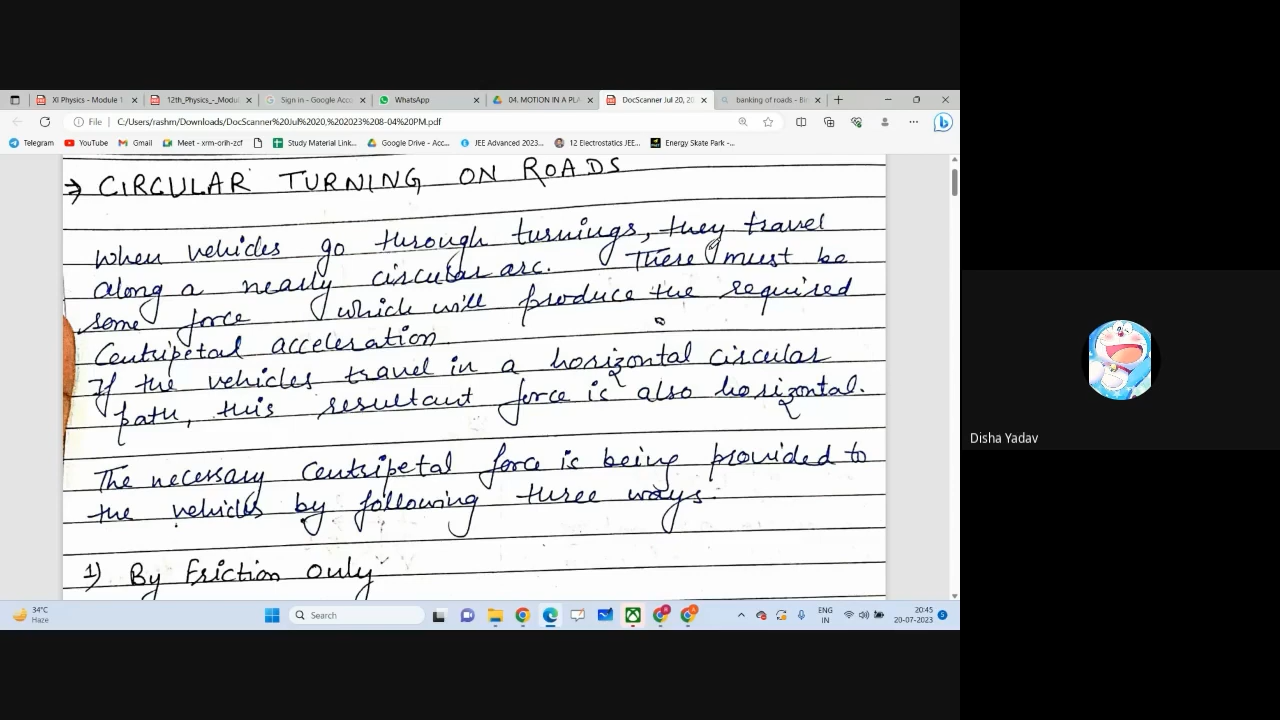 XI Physics - Module 1
12th_Physics_-_Modul
Sign in - Google Acco
WhatsApp
04. MOTION IN A PLA
DocScanner Jul 20, 20
banking of roads - Bi
File
C:/Users/rashm/Downloads/DocScanner%20Jul%2020,%202023%208-04%20PM.pdf
Telegram
YouTube
Gmail
Meet - xrm-orih-zcf
Study Material Link...
Google Drive - Acc...
JEE Advanced 2023...
12 Electrostatics JEE...
Energy Skate Park -...
→ CIRCULAR TURNING ON ROADS
When vehicles go through turnings, they travel
along a nearly circular arc. There must be
some force which will produce the required
Centripetal acceleration.
If the vehicles travel in a horizontal circular
path, this resultant force is also horizontal.
The necessary Centripetal force is being provided to
the vehicles by following three ways.
1) By Friction Only
Disha Yadav
34°C
Haze
Search
ENG
IN
20:45
20-07-2023
5